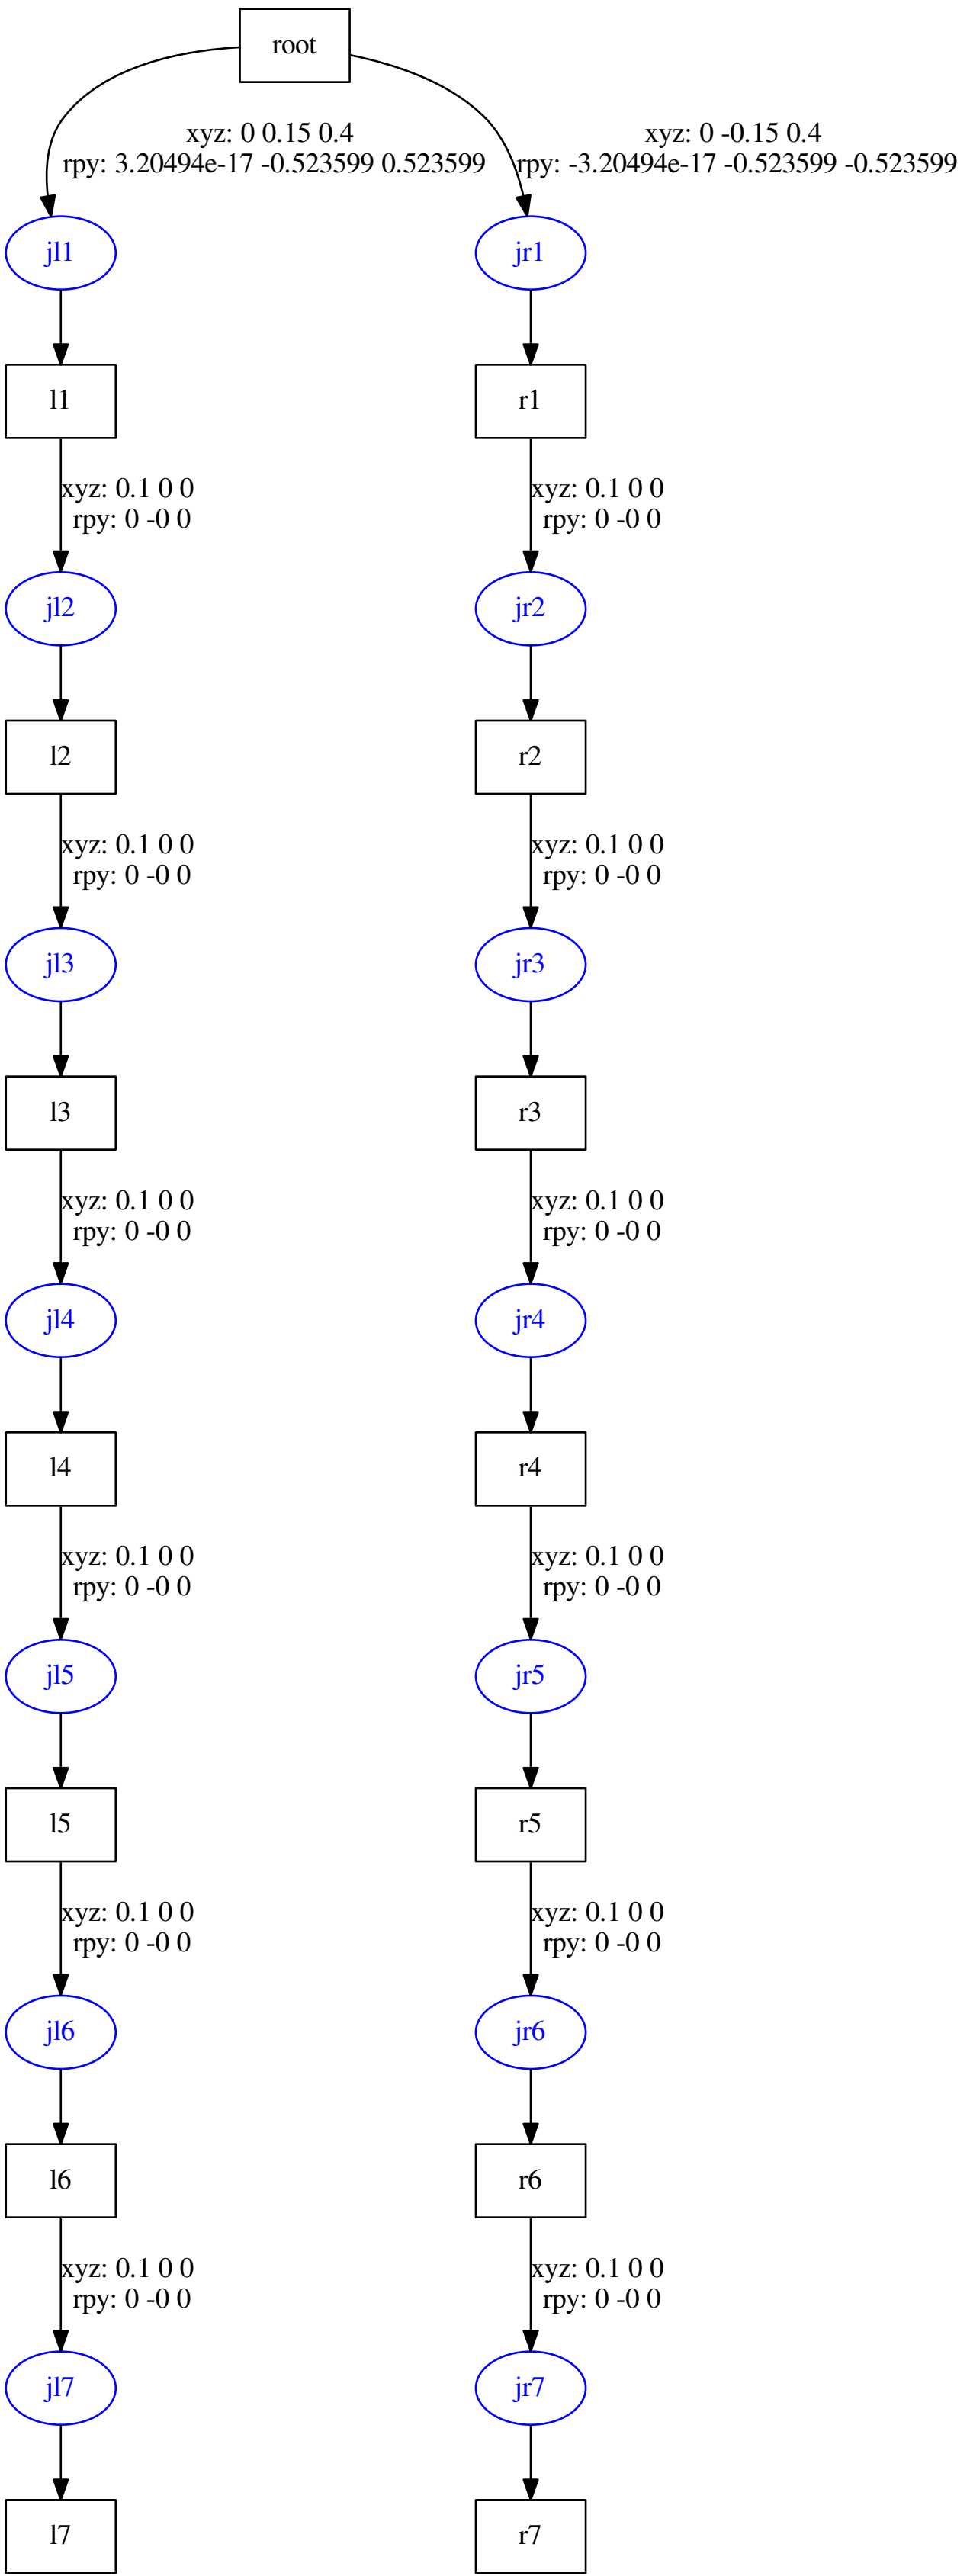 root
xyz: 0 0.15 0.4
rpy: 3.20494e-17 -0.523599 0.523599
xyz: 0 -0.15 0.4
rpy: -3.20494e-17 -0.523599 -0.523599
jl1
jr1
l1
r1
xyz: 0.1 0 0
rpy: 0 -0 0
xyz: 0.1 0 0
rpy: 0 -0 0
jl2
jr2
l2
r2
xyz: 0.1 0 0
rpy: 0 -0 0
xyz: 0.1 0 0
rpy: 0 -0 0
jl3
jr3
l3
r3
xyz: 0.1 0 0
rpy: 0 -0 0
xyz: 0.1 0 0
rpy: 0 -0 0
jl4
jr4
l4
r4
xyz: 0.1 0 0
rpy: 0 -0 0
xyz: 0.1 0 0
rpy: 0 -0 0
jl5
jr5
l5
r5
xyz: 0.1 0 0
rpy: 0 -0 0
xyz: 0.1 0 0
rpy: 0 -0 0
jl6
jr6
l6
r6
xyz: 0.1 0 0
rpy: 0 -0 0
xyz: 0.1 0 0
rpy: 0 -0 0
jl7
jr7
l7
r7